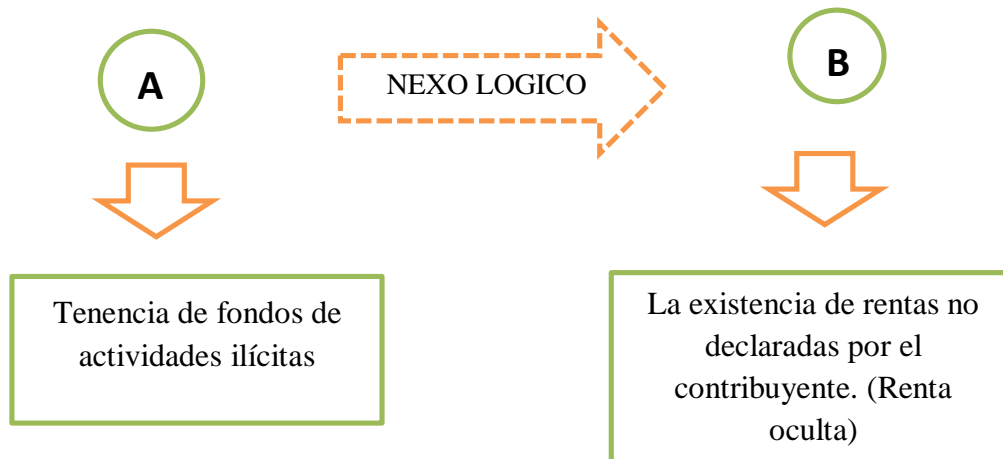 A
NEXO LOGICO
B
Tenencia de fondos de
actividades ilícitas
La existencia de rentas no
declaradas por el
contribuyente. (Renta
oculta)